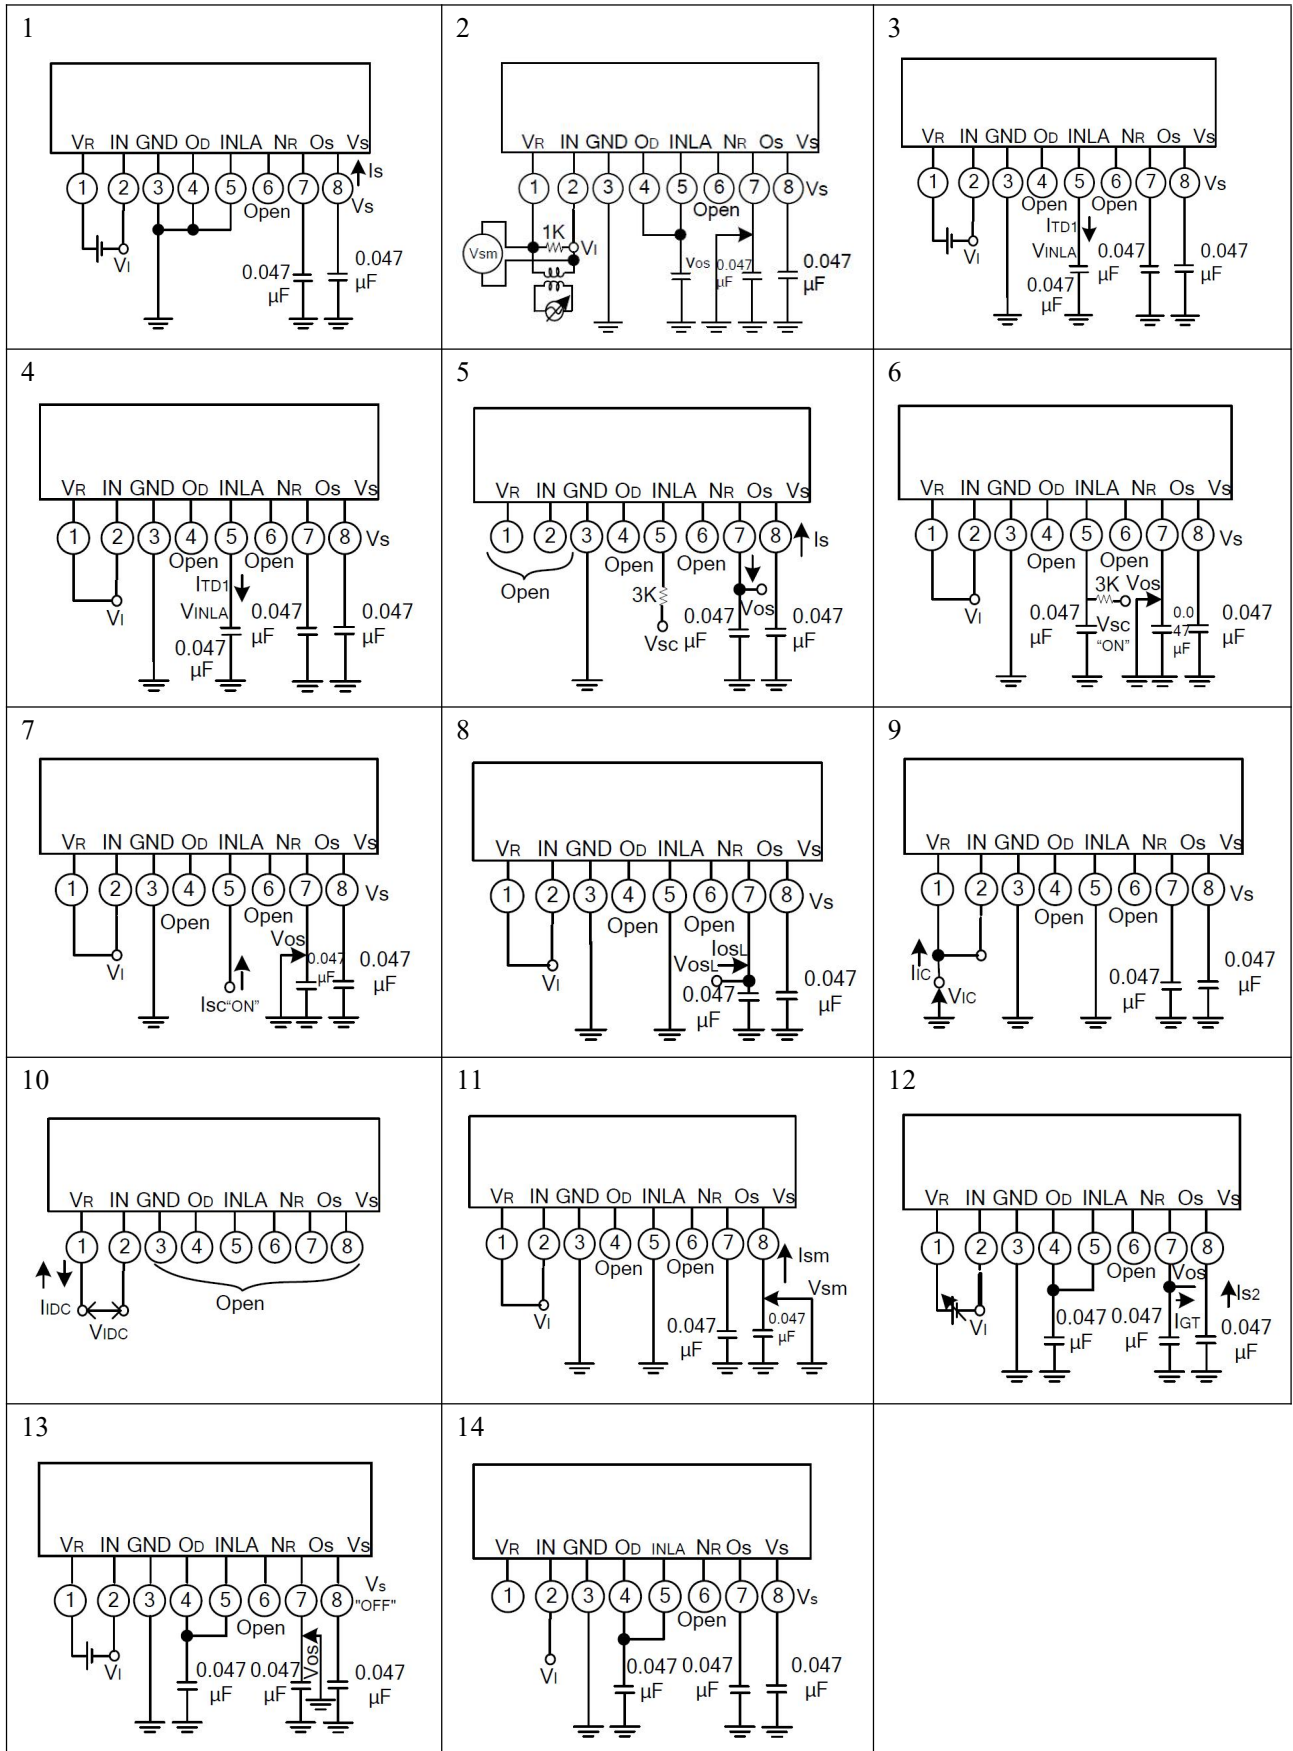 1
VR IN GND OD INLA NR Os Vs
1 2 3 4 5 6 7 8
Is
Vs
Open
VI
0.047
μF
0.047
μF
2
VR IN GND OD INLA NR Os Vs
1 2 3 4 5 6 7 8 Vs
Open
1K
Vsm
VI
Vos
0.047
μF
0.047
μF
3
VR IN GND OD INLA NR Os Vs
1 2 3 4 5 6 7 8 Vs
Open Open
ITD1
VI
VINLA
0.047
μF
0.047
μF
0.047
μF
4
VR IN GND OD INLA NR Os Vs
1 2 3 4 5 6 7 8 Vs
Open Open
ITD1
VI
VINLA
0.047
μF
0.047
μF
0.047
μF
5
VR IN GND OD INLA NR Os Vs
1 2 3 4 5 6 7 8
Is
Open
Open
Open
3K
Vos
Vsc
0.047
μF
0.047
μF
6
VR IN GND OD INLA NR Os Vs
1 2 3 4 5 6 7 8 Vs
Open Open
3K Vos
VI
0.047
μF
Vsc
"ON"
0.0
47
μF
0.047
μF
7
VR IN GND OD INLA NR Os Vs
1 2 3 4 5 6 7 8 Vs
Open Open
Vos
VI
Isc"ON"
0.047
μF
0.047
μF
8
VR IN GND OD INLA NR Os Vs
1 2 3 4 5 6 7 8 Vs
Open Open
IosL
VosL
VI
0.047
μF
0.047
μF
9
VR IN GND OD INLA NR Os Vs
1 2 3 4 5 6 7 8 Vs
Open Open
IIC
VIC
0.047
μF
0.047
μF
10
VR IN GND OD INLA NR Os Vs
1 2 3 4 5 6 7 8
IIDC
VIDC
Open
11
VR IN GND OD INLA NR Os Vs
1 2 3 4 5 6 7 8
Ism
Open Open
Vsm
VI
0.047
μF
0.047
μF
12
VR IN GND OD INLA NR Os Vs
1 2 3 4 5 6 7 8
Open Vos
VI
IGT
Is2
0.047
μF
0.047
μF
0.047
μF
13
VR IN GND OD INLA NR Os Vs
1 2 3 4 5 6 7 8
Vs
"OFF"
Open
VI
Vos
0.047
μF
0.047
μF
0.047
μF
14
VR IN GND OD INLA NR Os Vs
1 2 3 4 5 6 7 8 Vs
Open
VI
0.047
μF
0.047
μF
0.047
μF